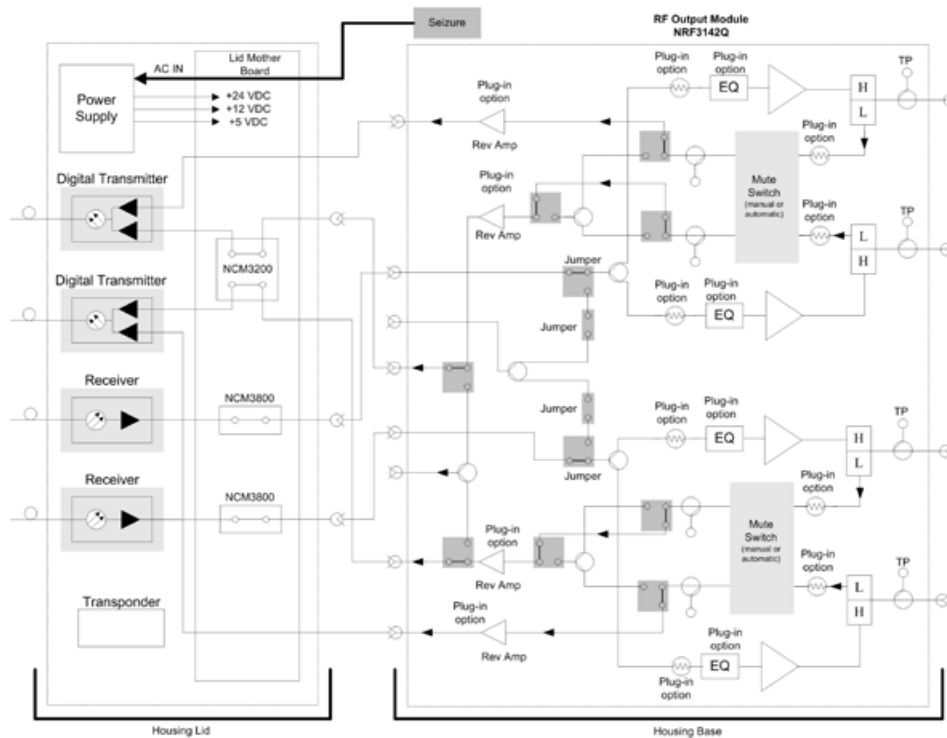 Seizure
RF Output Module
NRF3142Q
Lid Mother
Board
AC IN
Power
Supply
+24 VDC
+12 VDC
+5 VDC
Digital Transmitter
NCM3200
Digital Transmitter
Receiver
NCM3800
Receiver
NCM3800
Transponder
Housing Lid
Plug-in
option
Plug-in
option
EQ
H
L
TP
Plug-in
option
Rev Amp
Plug-in
option
Mute
Switch
(manual or
automatic)
Plug-in
option
Rev Amp
Plug-in
option
L
H
TP
Jumper
Plug-in
option
Plug-in
option
EQ
Jumper
Jumper
Plug-in
option
Plug-in
option
EQ
H
L
TP
Jumper
Plug-in
option
Mute
Switch
(manual or
automatic)
Plug-in
option
Rev Amp
Plug-in
option
L
H
TP
Plug-in
option
Rev Amp
Plug-in
option
EQ
Plug-in
option
Housing Base